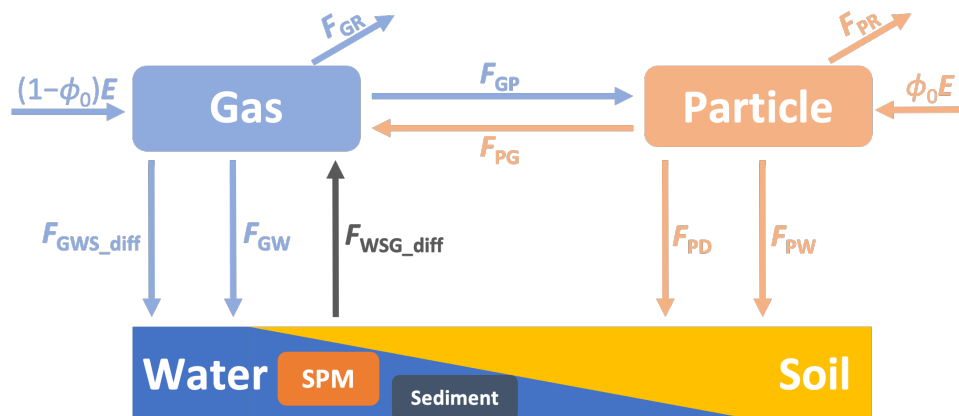 F_GR
F_PR
(1−ϕ₀)E
Gas
F_GP
Particle
ϕ₀E
F_PG
F_GWS_diff
F_GW
F_WSG_diff
F_PD
F_PW
Water
SPM
Sediment
Soil